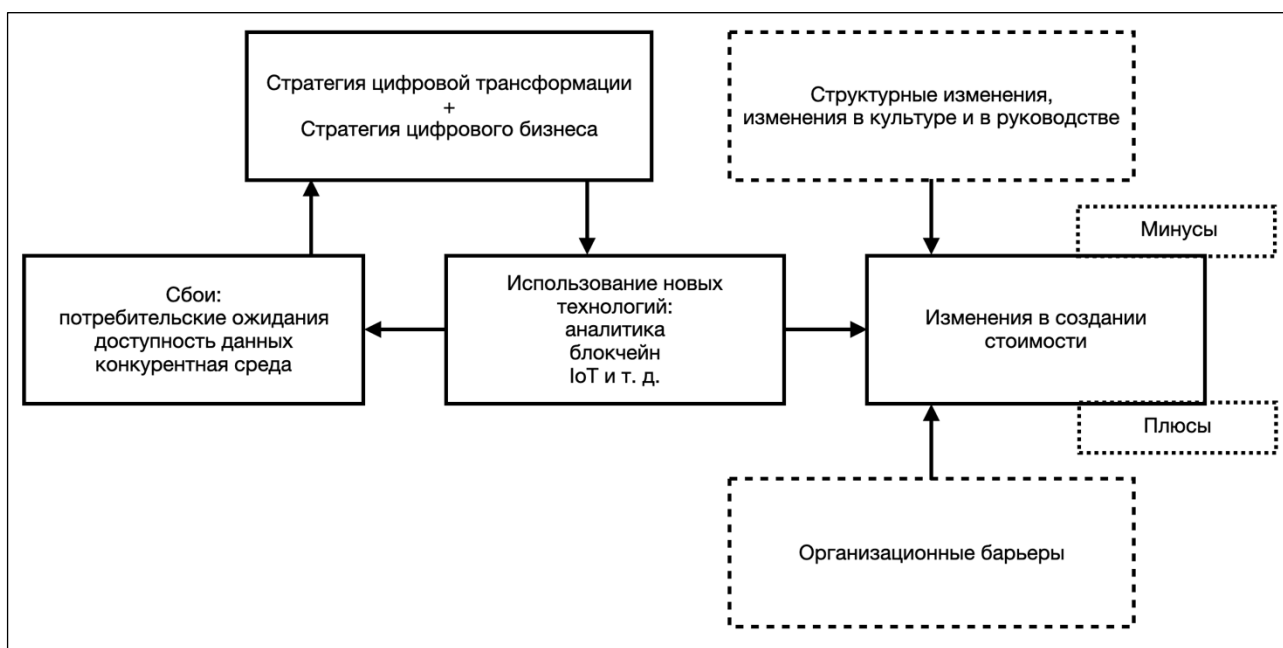 Стратегия цифровой трансформации
+
Стратегия цифрового бизнеса
Структурные изменения,
изменения в культуре и в руководстве
Минусы
Сбои:
потребительские ожидания
доступность данных
конкурентная среда
Использование новых
технологий:
аналитика
блокчейн
IoT и т. д.
Изменения в создании
стоимости
Плюсы
Организационные барьеры